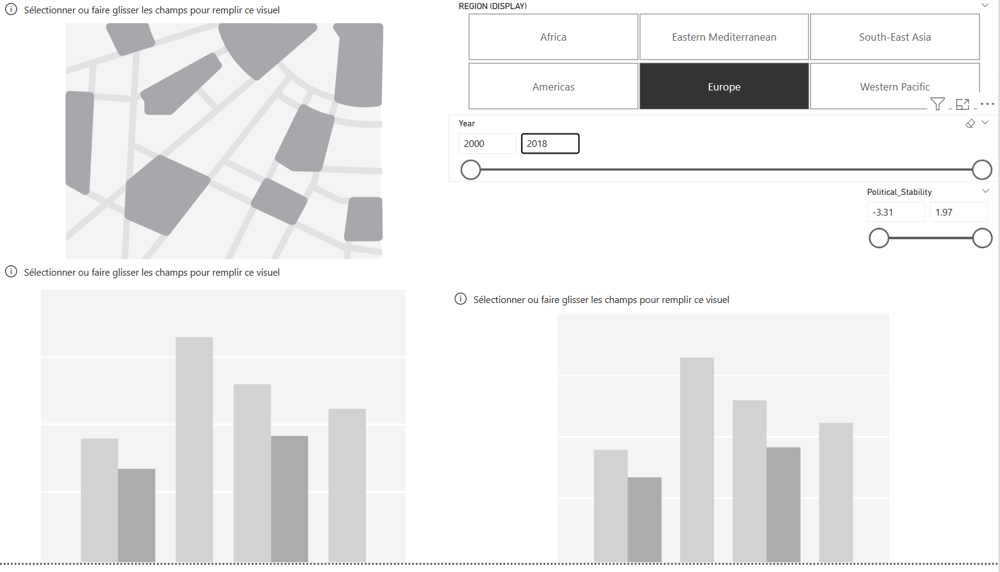 Sélectionner ou faire glisser les champs pour remplir ce visuel
REGION (DISPLAY)
Africa
Eastern Mediterranean
South-East Asia
Americas
Europe
Western Pacific
Year
2000
2018
Political_Stability
-3.31
1.97
Sélectionner ou faire glisser les champs pour remplir ce visuel
Sélectionner ou faire glisser les champs pour remplir ce visuel